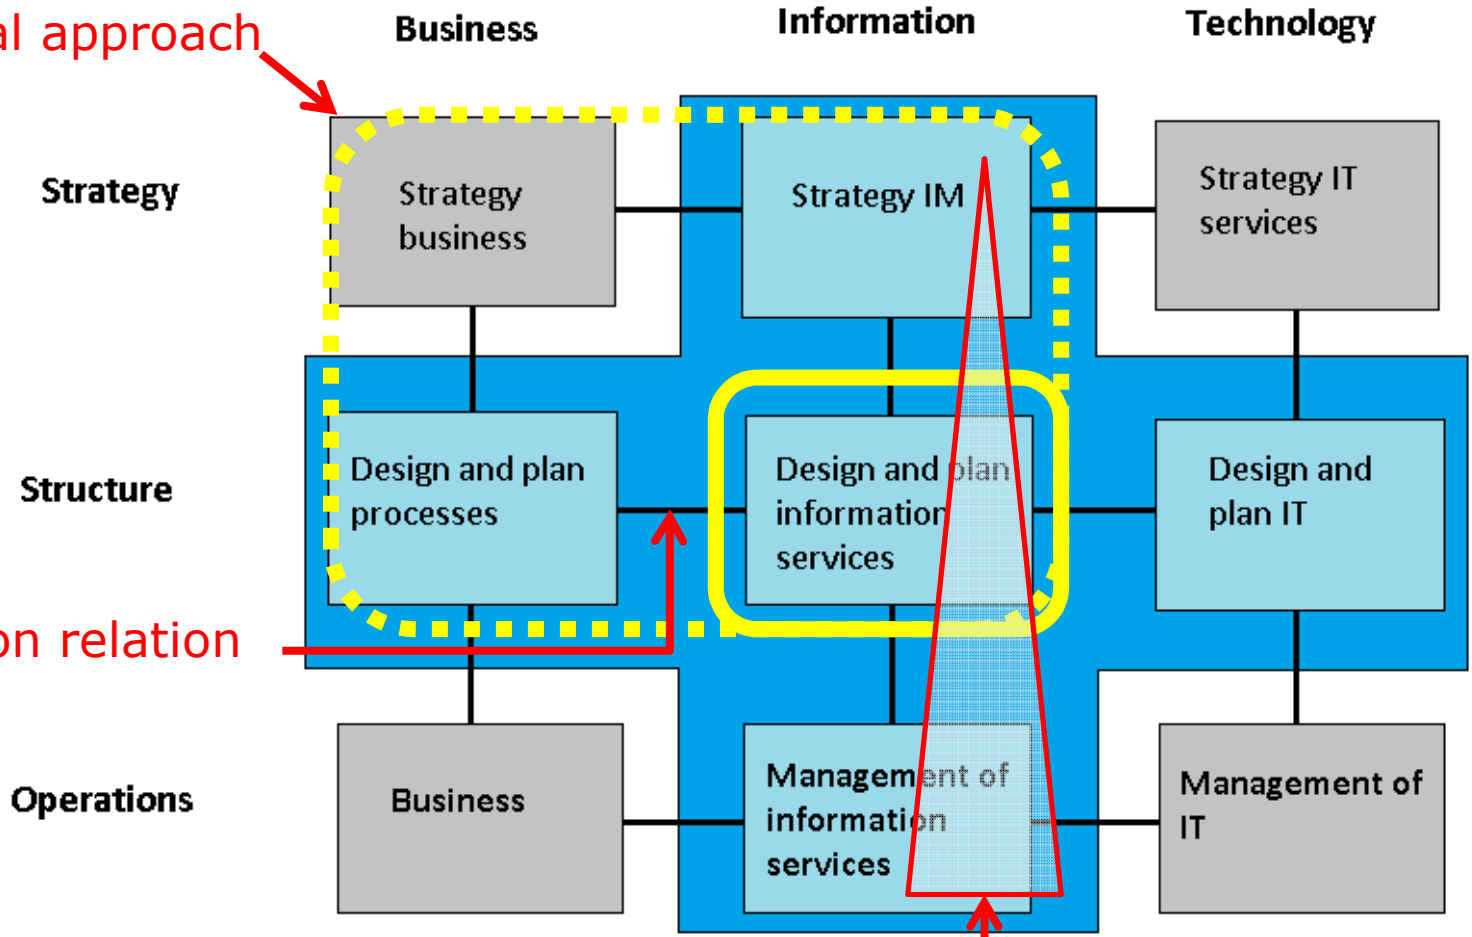 al approach
Business
Information
Technology
Strategy
Strategy
business
Strategy IM
Strategy IT
services
Structure
Design and plan
processes
Design and plan
information
services
Design and
plan IT
on relation
Operations
Business
Management of
information
services
Management of
IT